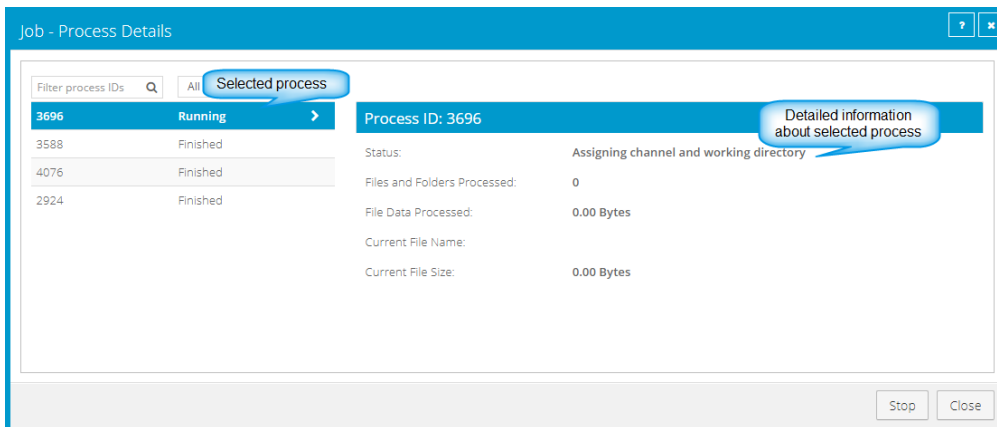 Job - Process Details
? ×
Filter process IDs All
Selected process
3696 Running
3588 Finished
4076 Finished
2924 Finished
Process ID: 3696
Detailed information
about selected process
Status: Assigning channel and working directory
Files and Folders Processed: 0
File Data Processed: 0.00 Bytes
Current File Name:
Current File Size: 0.00 Bytes
Stop Close